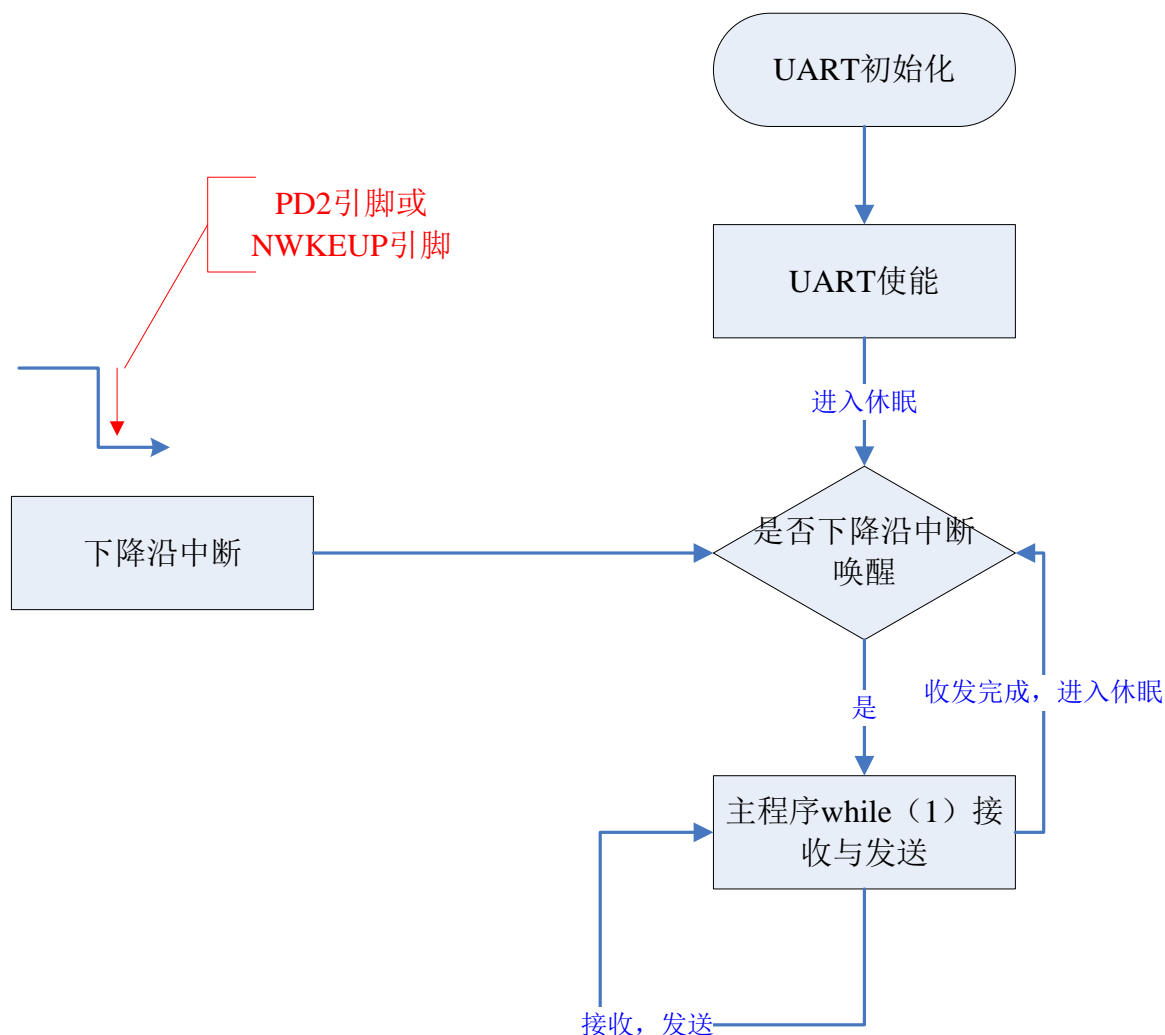 UART初始化
PD2引脚或
NWKEUP引脚
UART使能
进入休眠
下降沿中断
是否下降沿中断
唤醒
是
收发完成，进入休眠
主程序while（1）接
收与发送
接收，发送